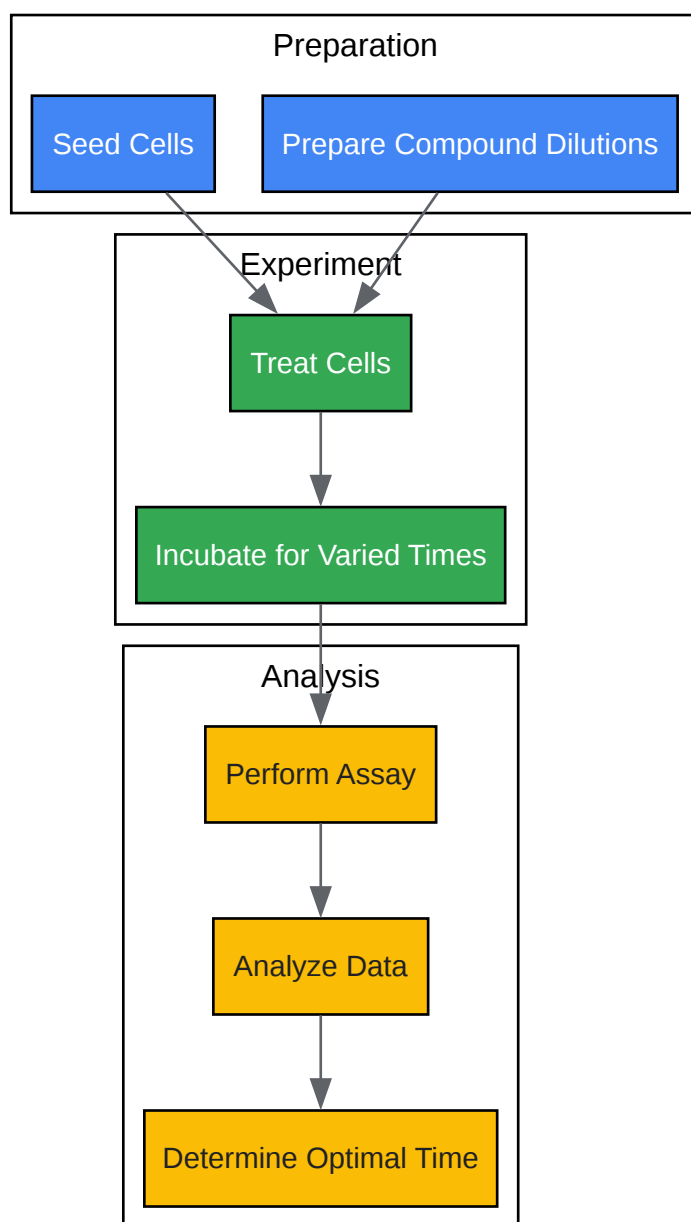 Preparation
Seed Cells
Prepare Compound Dilutions
Experiment
Treat Cells
Incubate for Varied Times
Analysis
Perform Assay
Analyze Data
Determine Optimal Time